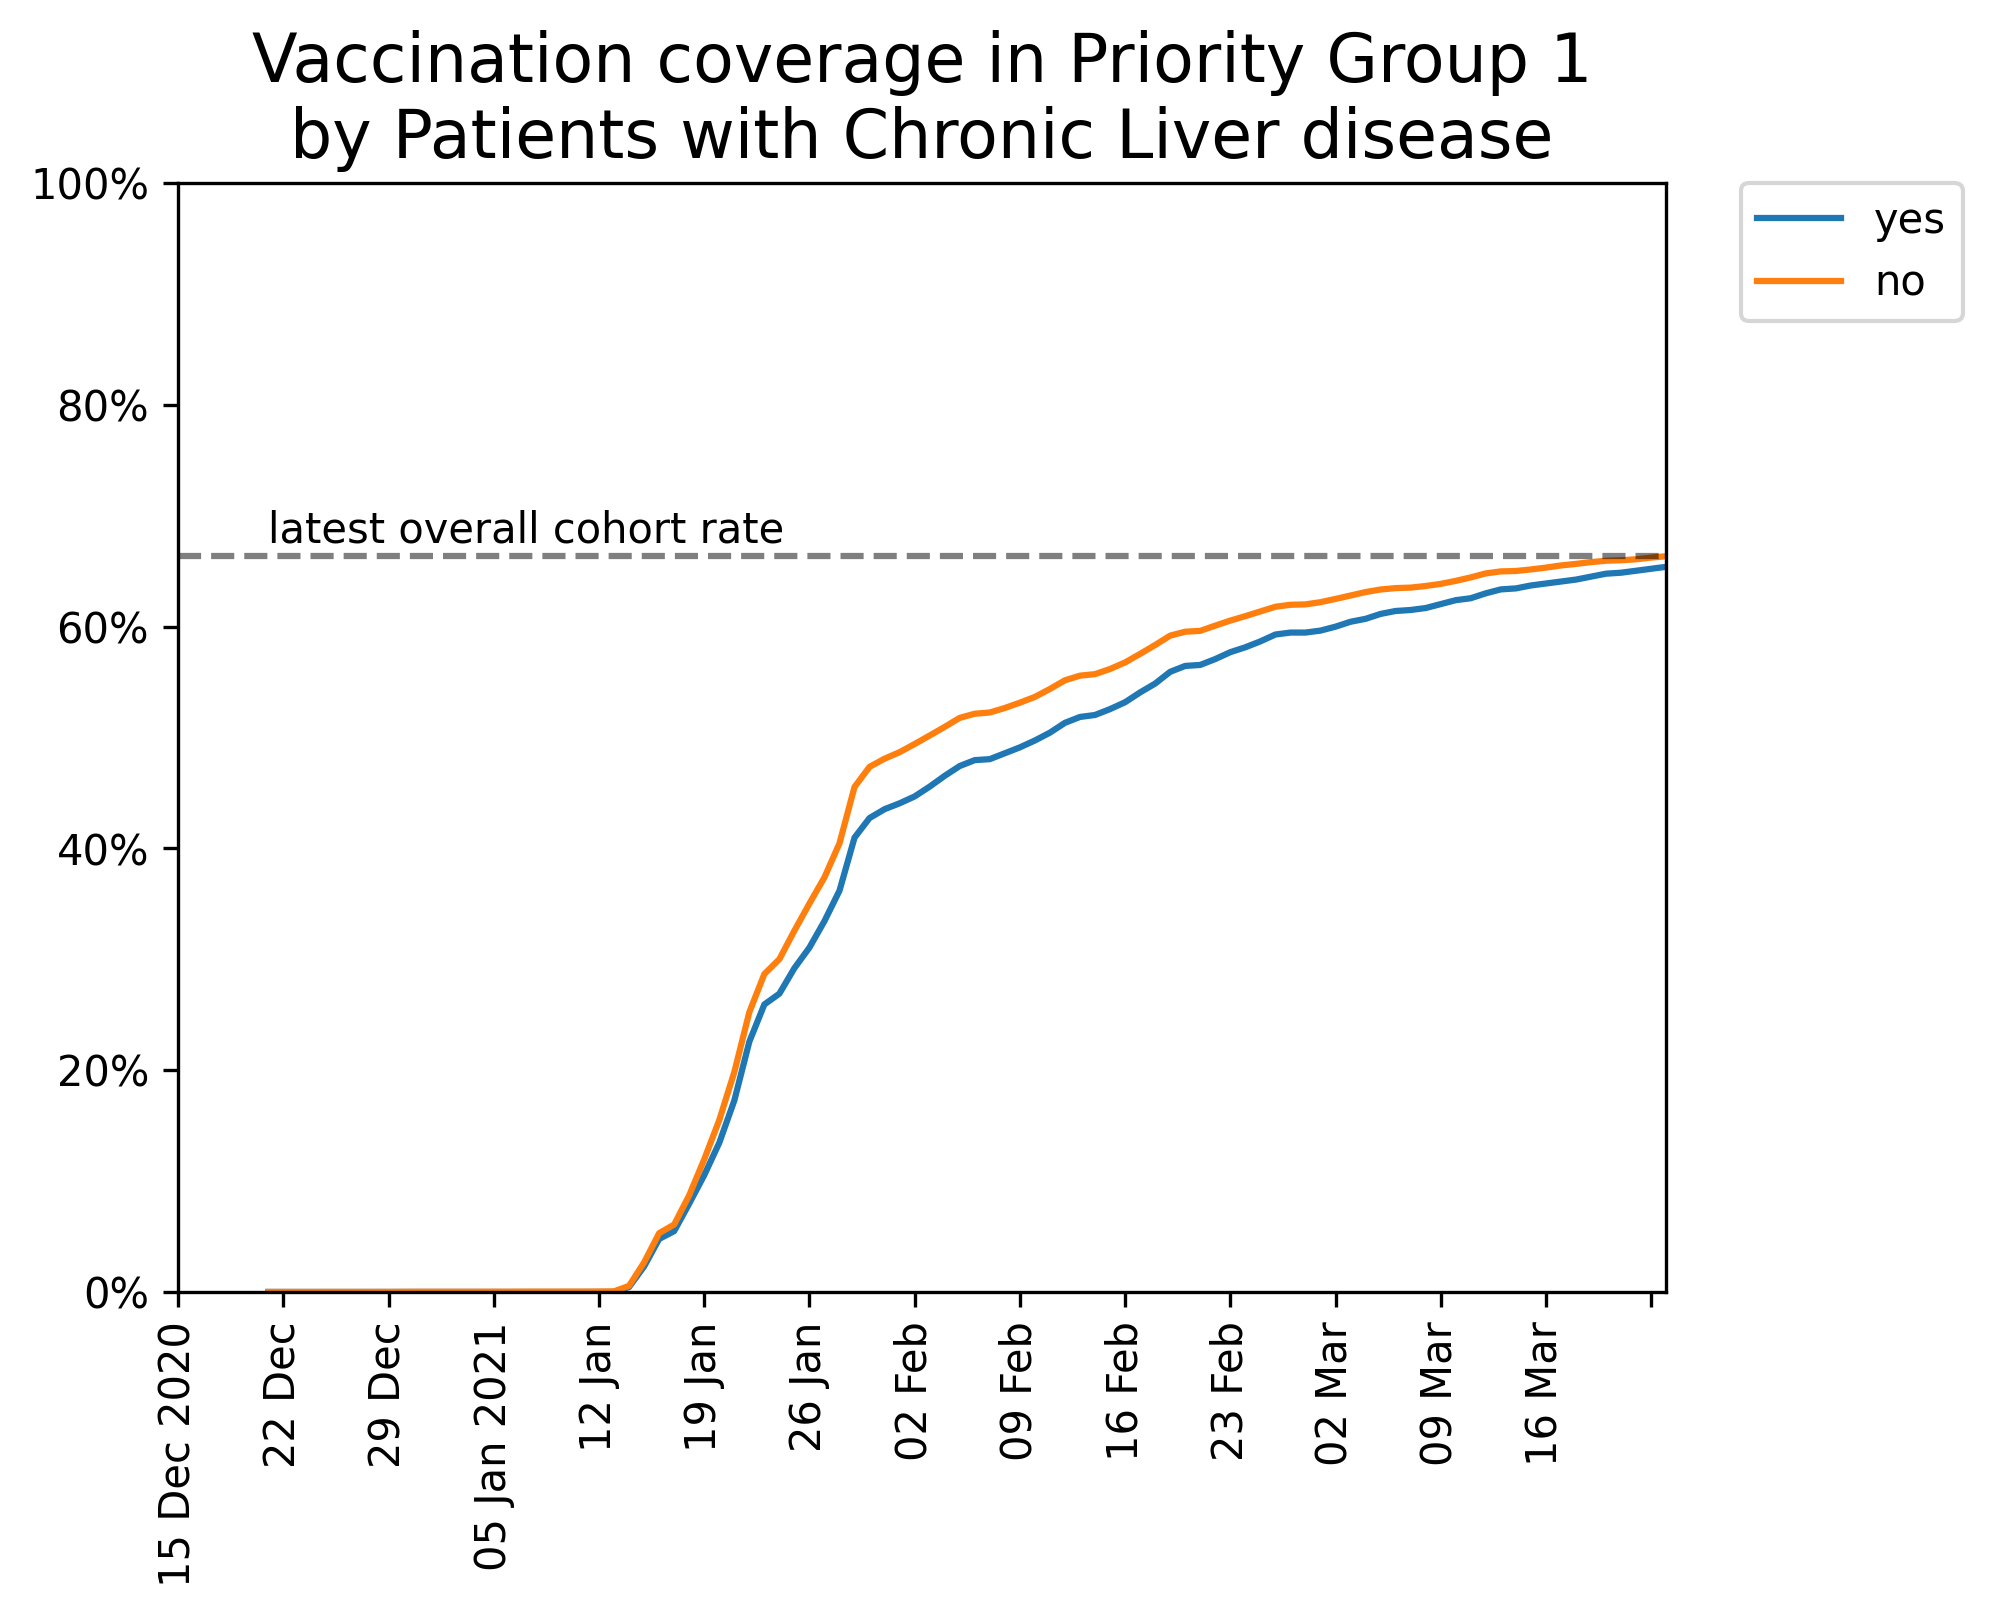 Vaccination coverage in Priority Group 1
by Patients with Chronic Liver disease
100%
80%
60%
40%
20%
0%
latest overall cohort rate
yes
no
15 Dec 2020
22 Dec
29 Dec
05 Jan 2021
12 Jan
19 Jan
26 Jan
02 Feb
09 Feb
16 Feb
23 Feb
02 Mar
09 Mar
16 Mar